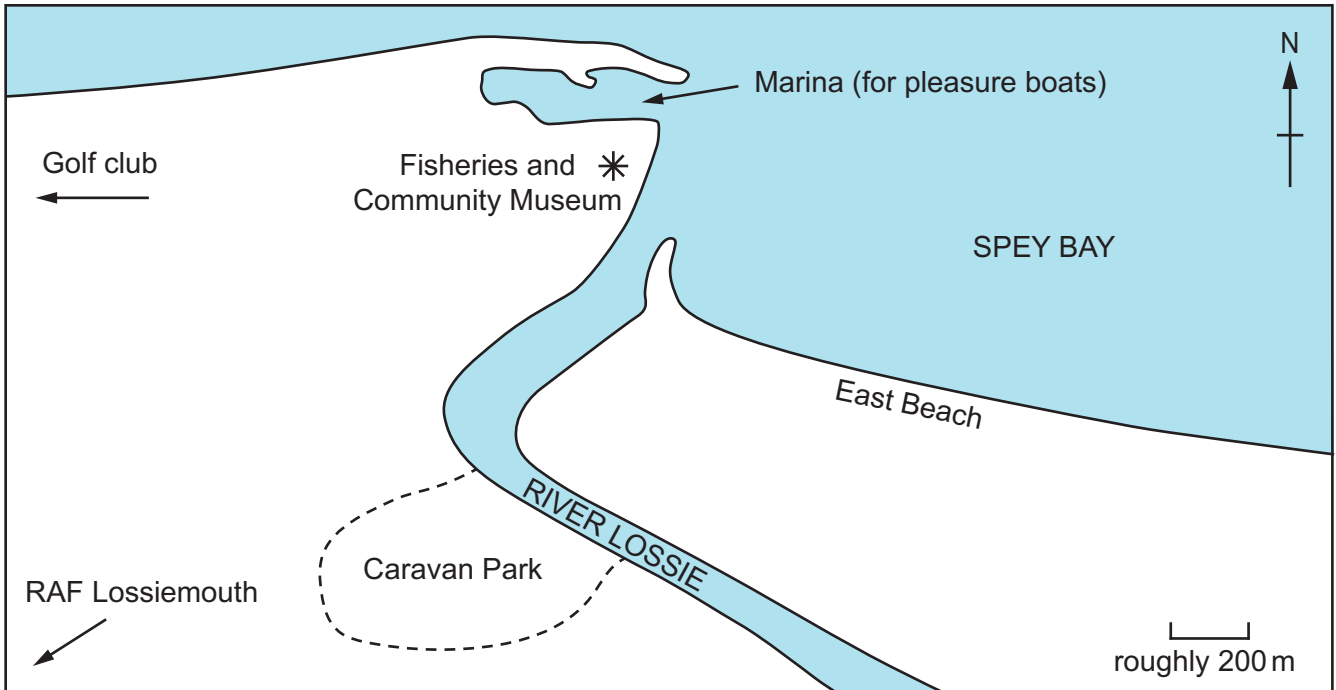 N
Marina (for pleasure boats)
Golf club
Fisheries and
Community Museum
SPEY BAY
East Beach
RIVER LOSSIE
Caravan Park
RAF Lossiemouth
roughly 200 m